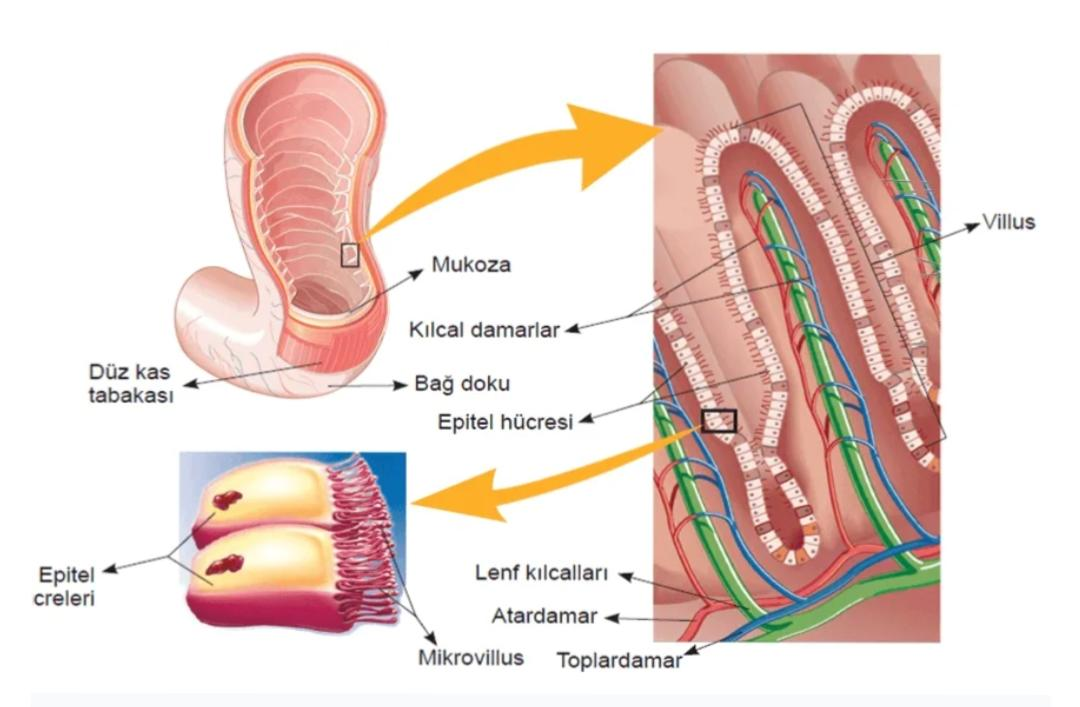 Villus
Mukoza
Kılcal damarlar
Düz kas
tabakası
Bağ doku
Epitel hücresi
Epitel
creleri
Lenf kılcalları
Atardamar
Mikrovillus
Toplardamar